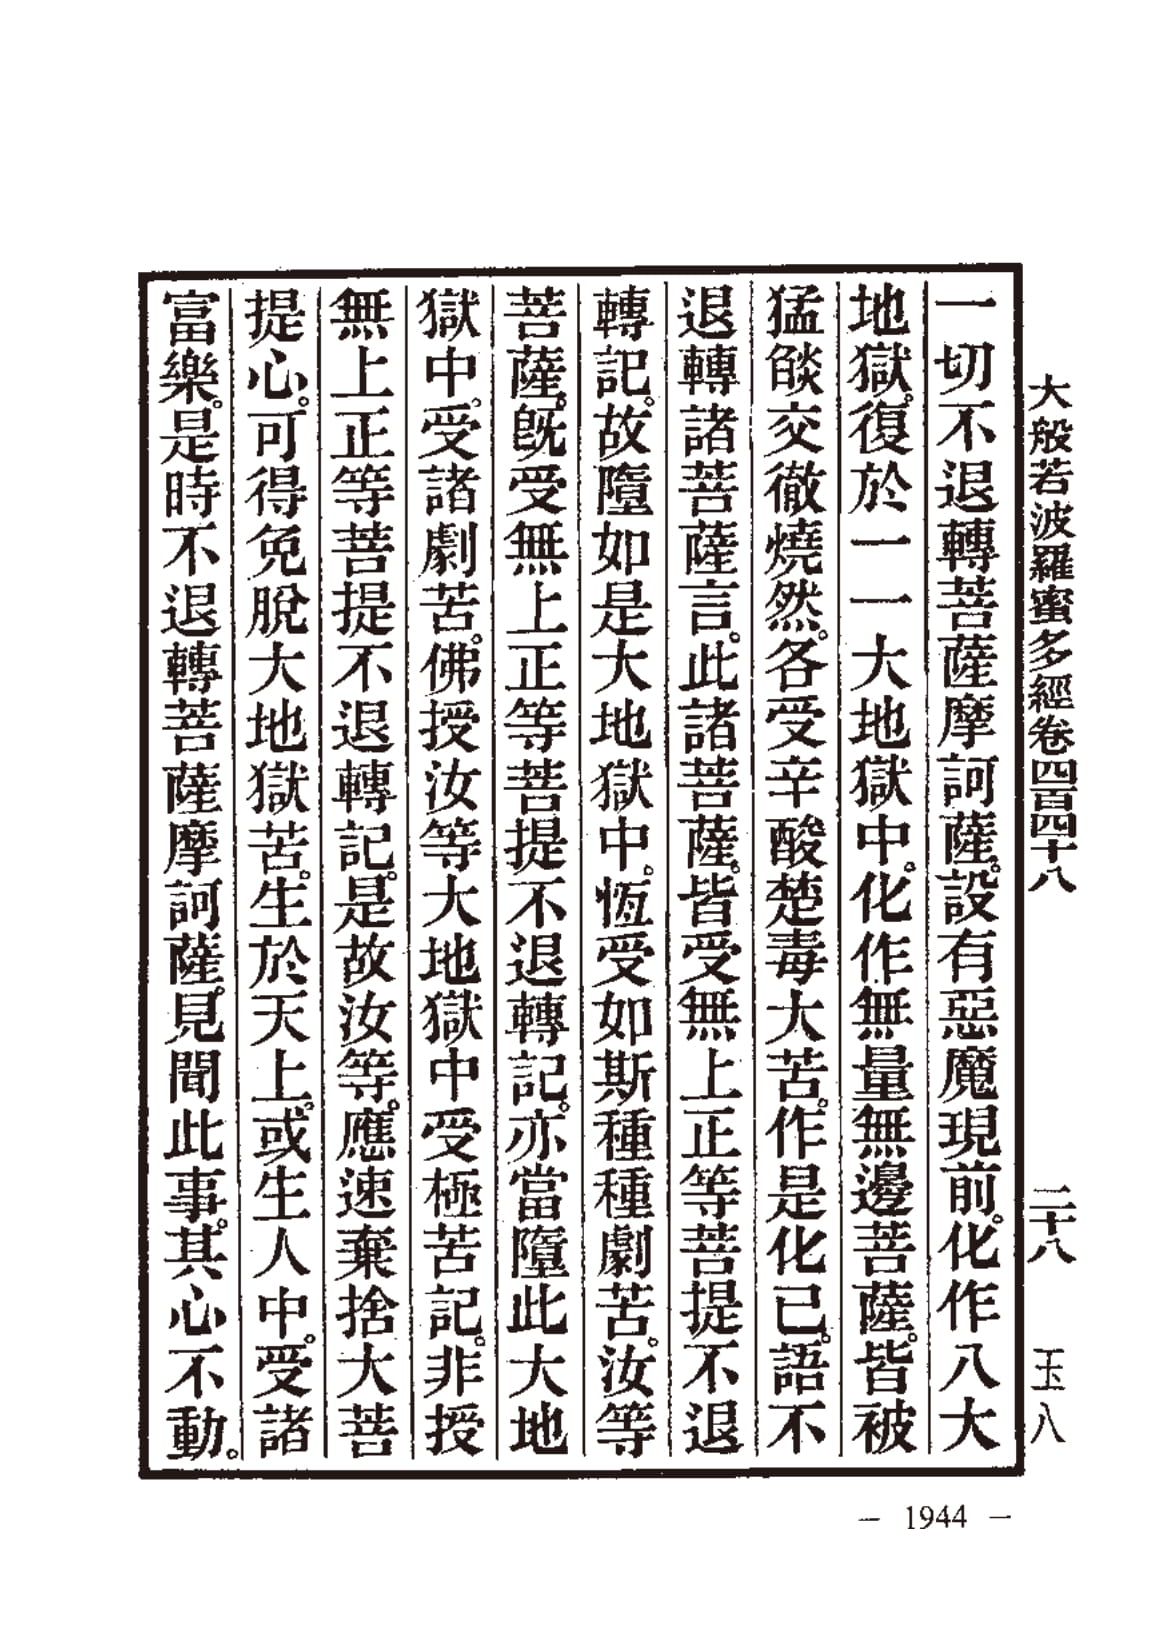 大般若波羅蜜多經卷四百四十八 二十八 玉八
一切不退轉菩薩摩訶薩。設有惡魔現前。化作八大
地獄。復於一一大地獄中。化作無量無邊菩薩。皆被
猛燄交徹燒然。各受辛酸楚毒大苦。作是化已。語不
退轉諸菩薩言。此諸菩薩。皆受無上正等菩提不退
轉記。故墮如是大地獄中。恆受如斯種種劇苦。汝等
菩薩。旣受無上正等菩提不退轉記。亦當墮此大地
獄中。受諸劇苦。佛授汝等大地獄中受極苦記。非授
無上正等菩提不退轉記。是故汝等。應速棄捨大菩
提心。可得免脫大地獄苦。生於天上。或生人中。受諸
富樂。是時不退轉菩薩摩訶薩。見聞此事。其心不動。
— 1944 —